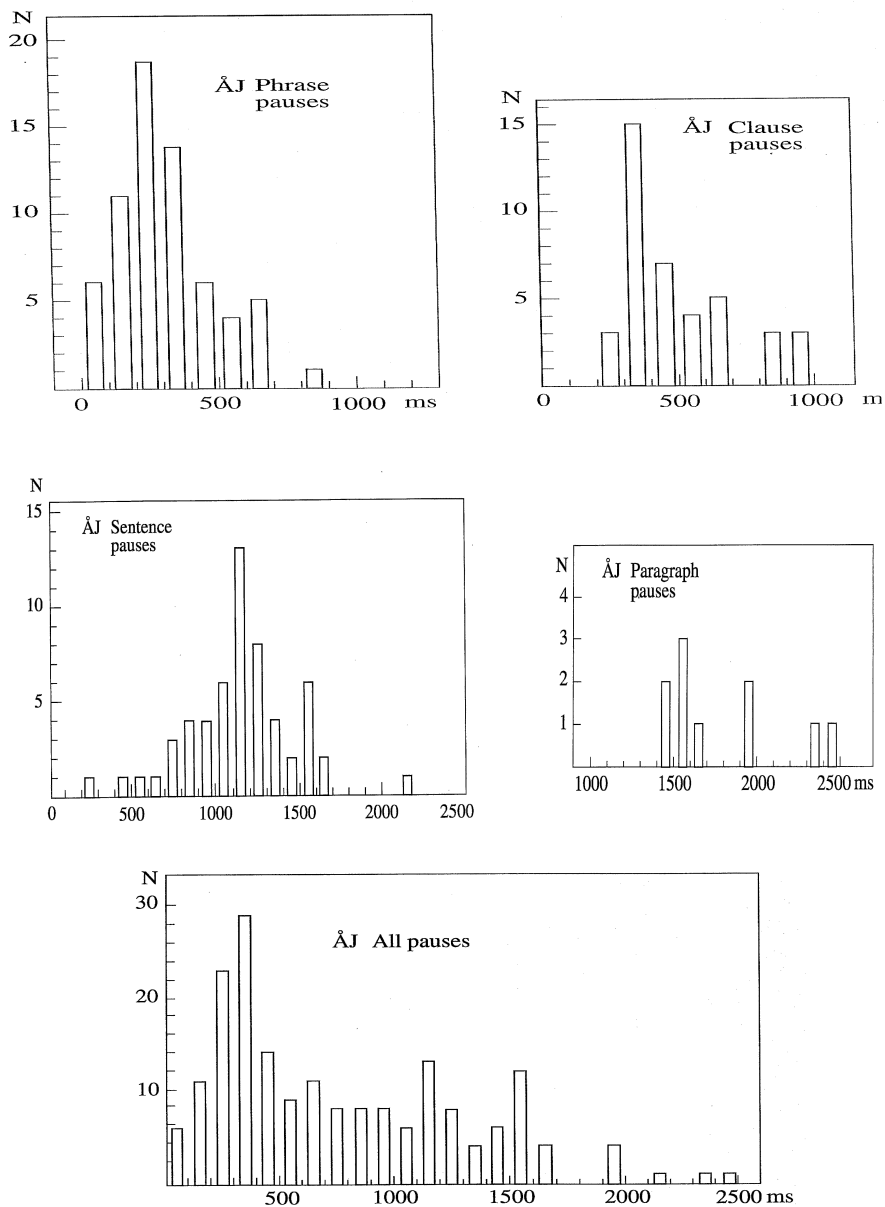 N
20
15
10
5
ÅJ Phrase
pauses
0 500 1000 ms
N
15
10
5
ÅJ Clause
pauses
0 500 1000 m
N
15
10
5
ÅJ Sentence
pauses
0 500 1000 1500 2000 2500
N
4
3
2
1
ÅJ Paragraph
pauses
1000 1500 2000 2500 ms
N
30
20
10
ÅJ All pauses
500 1000 1500 2000 2500 ms